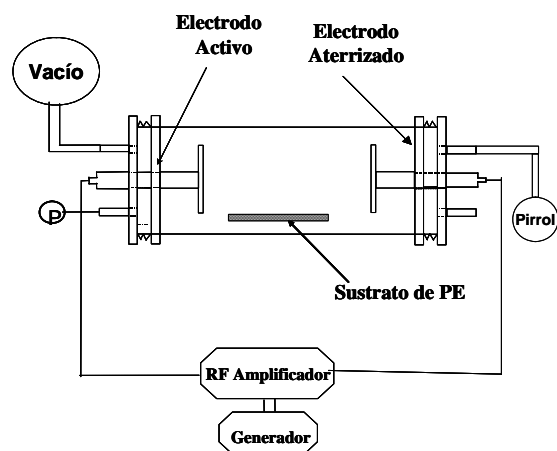 Electrodo
Activo
Electrodo
Aterrizado
Vacío
P
Pirrol
Sustrato de PE
RF Amplificador
Generador